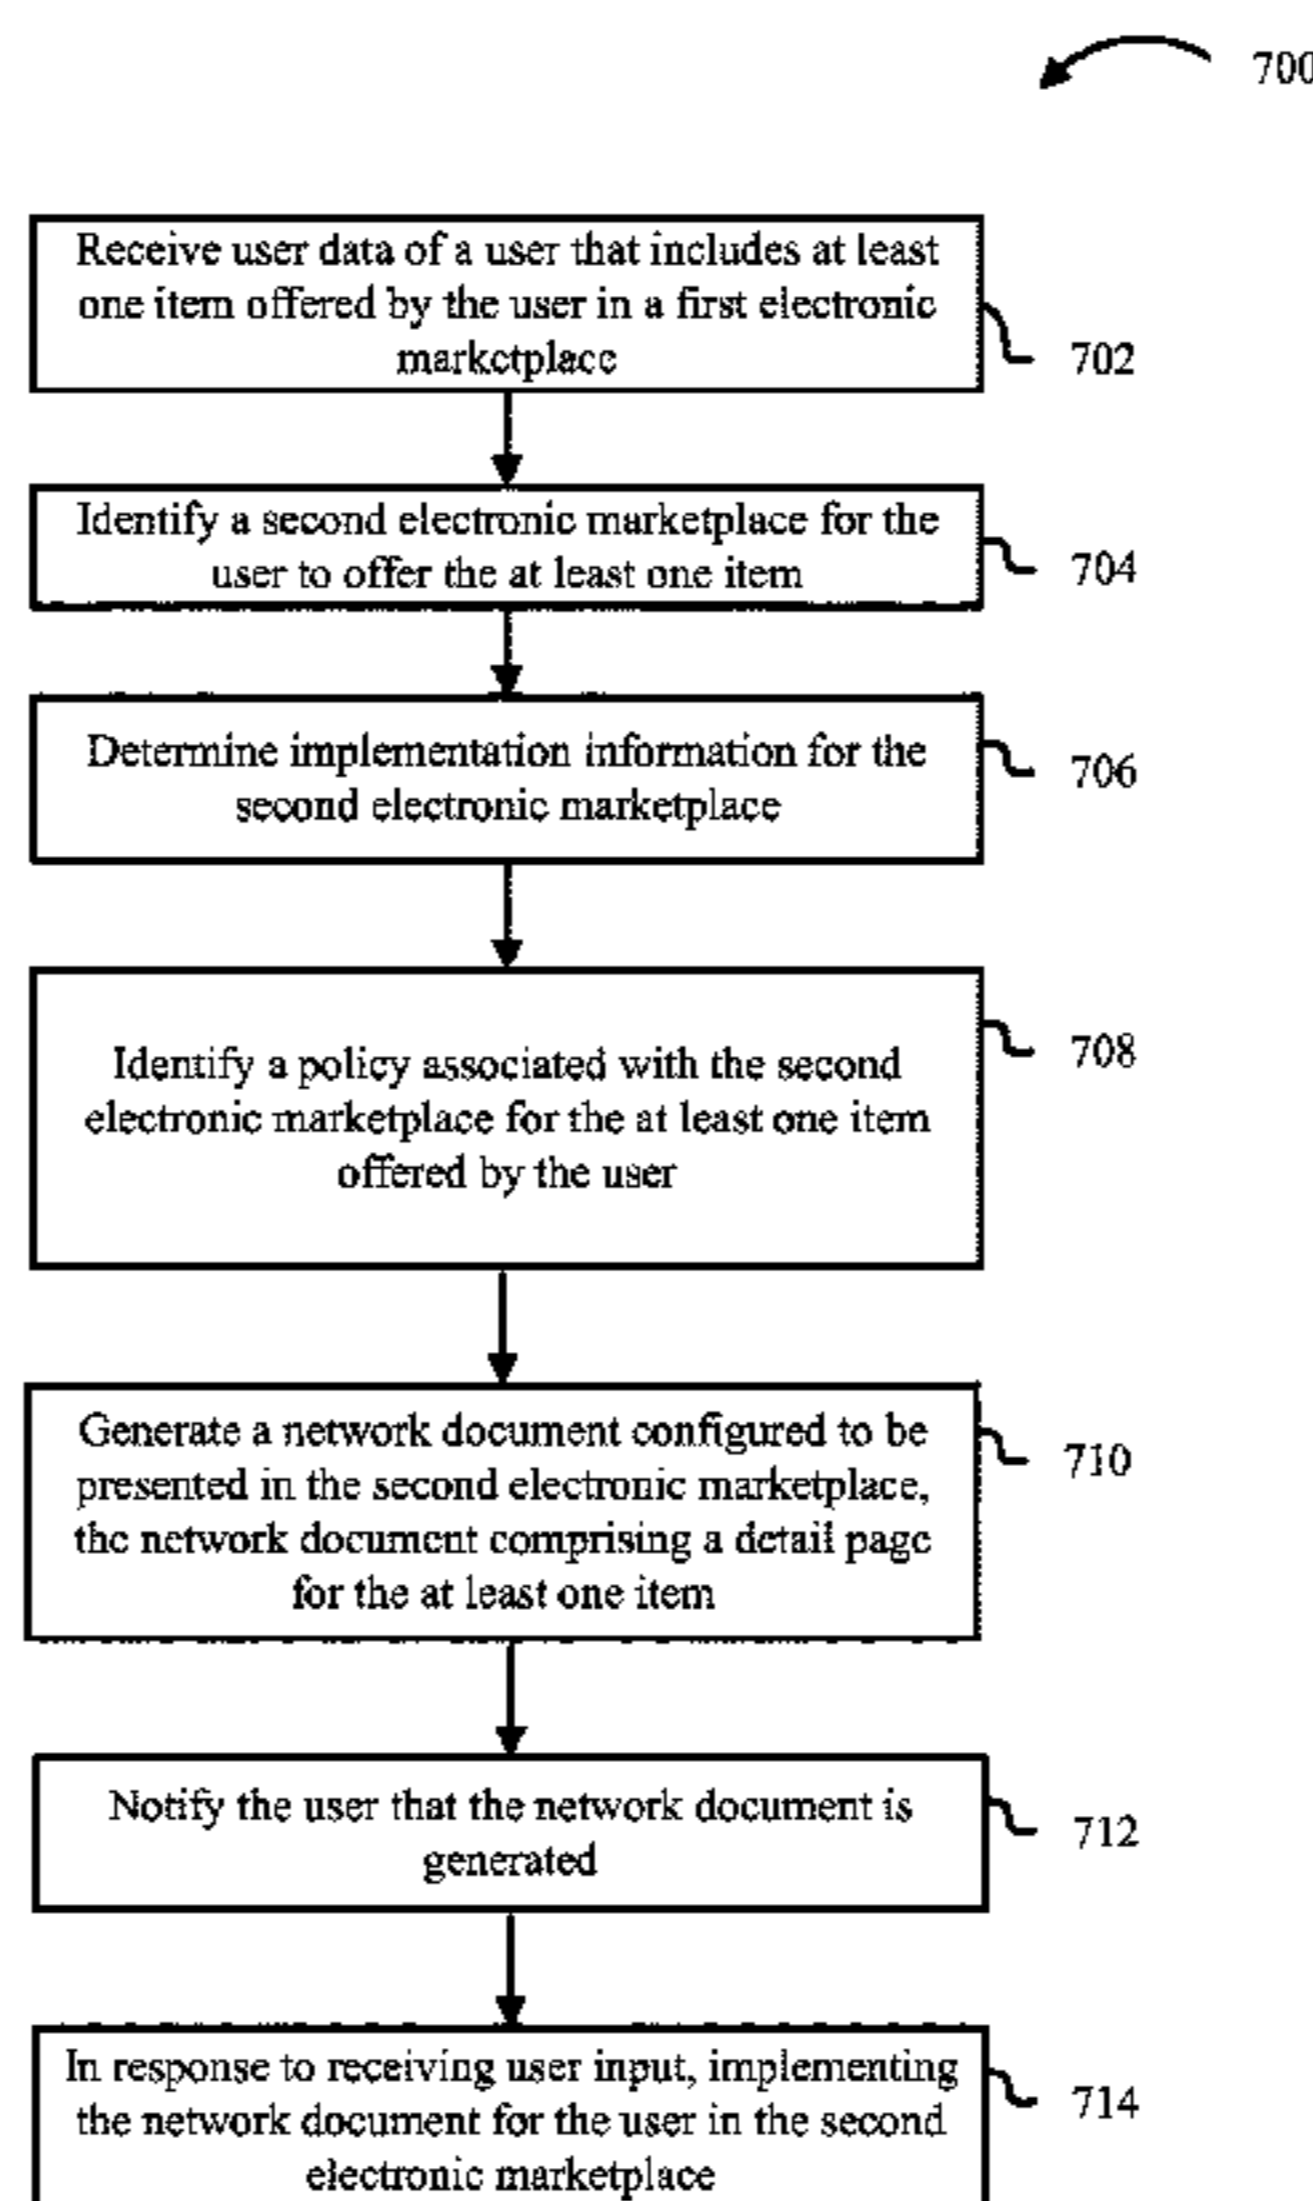 700
Receive user data of a user that includes at least
one item offered by the user in a first electronic
marketplace
702
Identify a second electronic marketplace for the
user to offer the at least one item
704
Determine implementation information for the
second electronic marketplace
706
Identify a policy associated with the second
electronic marketplace for the at least one item
offered by the user
708
Generate a network document configured to be
presented in the second electronic marketplace,
the network document comprising a detail page
for the at least one item
710
Notify the user that the network document is
generated
712
In response to receiving user input, implementing
the network document for the user in the second
electronic marketplace
714